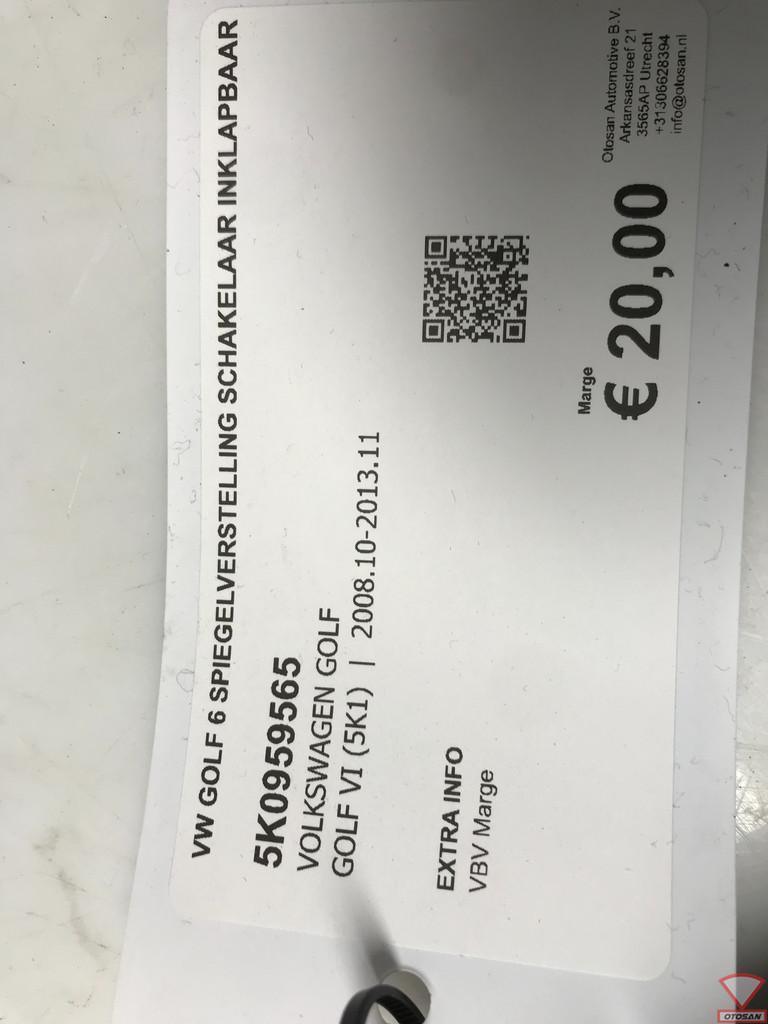 VW GOLF 6 SPIEGELVERSTELLING SCHAKELAAR INKLAPBAAR
5K0959565
VOLKSWAGEN GOLF
GOLF VI (5K1) | 2008.10-2013.11
EXTRA INFO
VBV Marge
Marge
€ 20,00
Otosan Automotive B.V.
Arkansasdreef 21
3565AP Utrecht
+31306628394
info@otosan.nl
OTOSAN